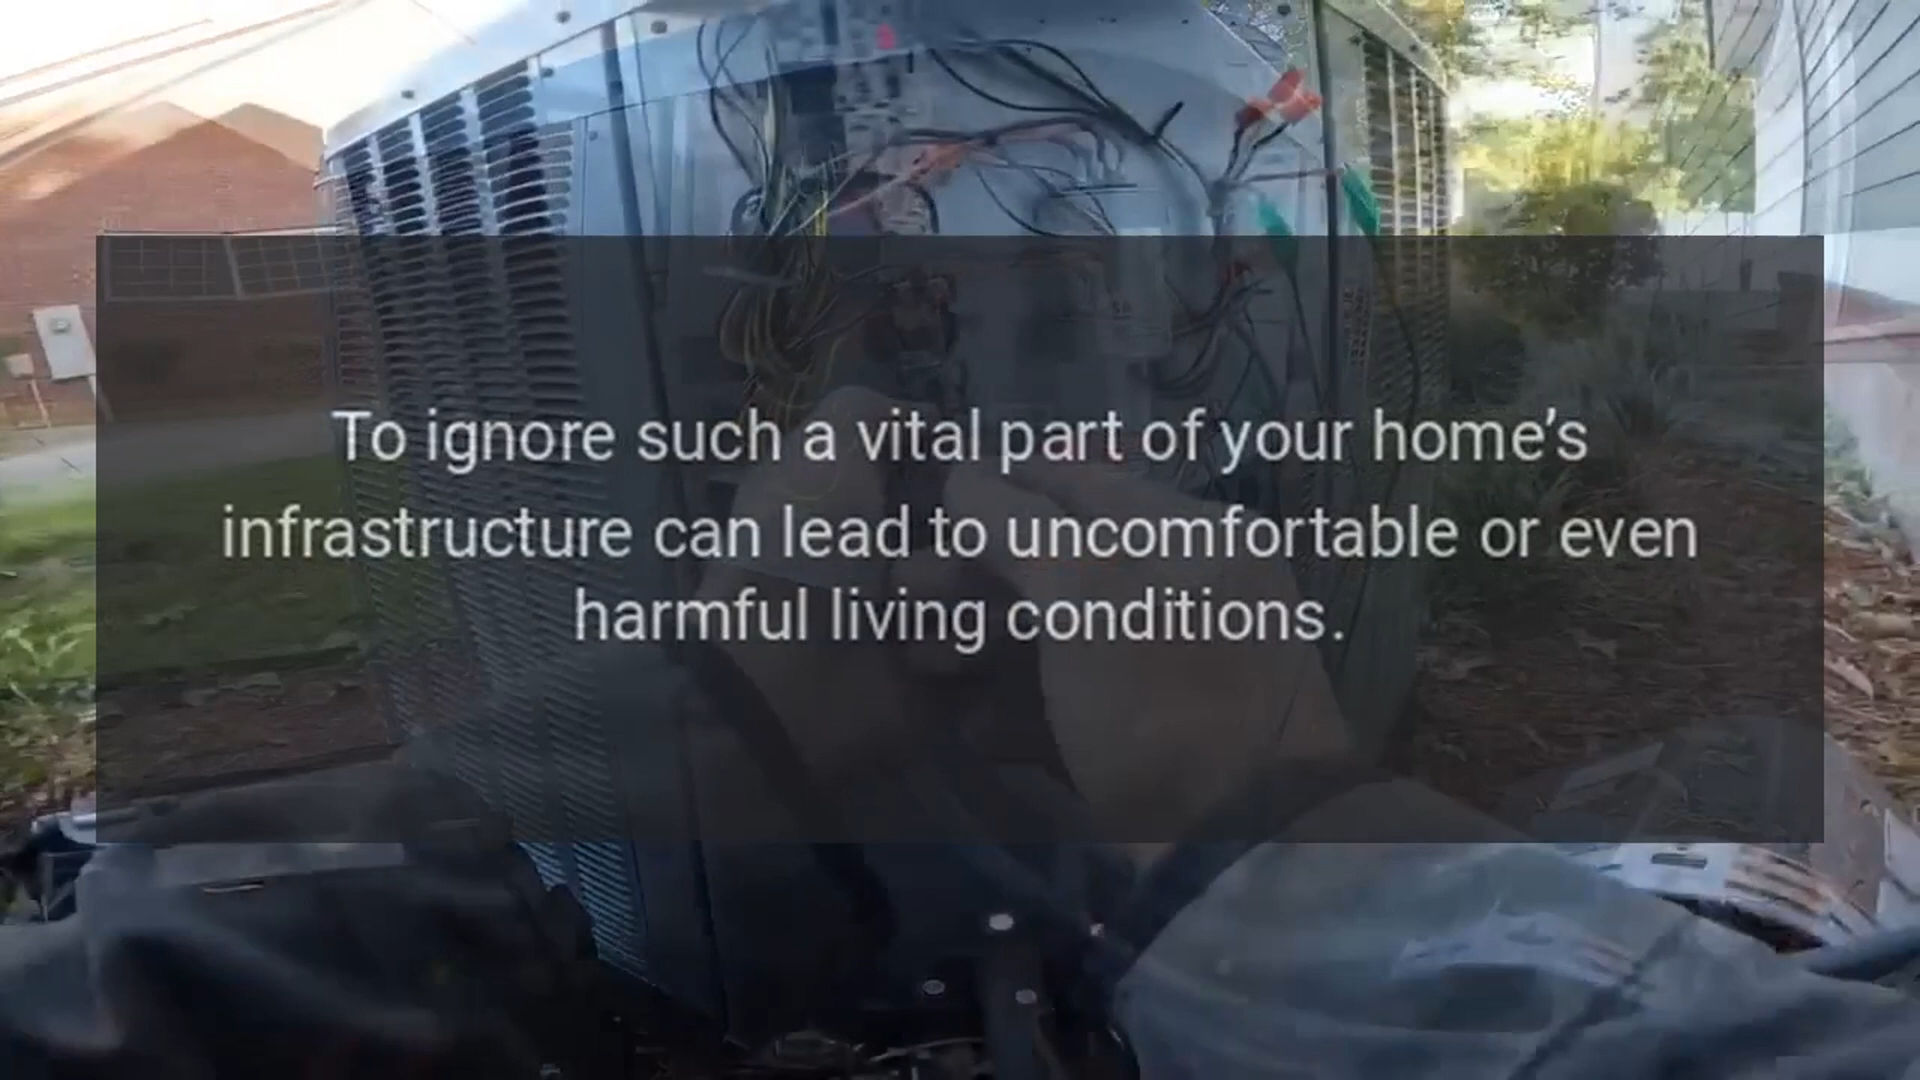 To ignore such a vital part of your home’s
infrastructure can lead to uncomfortable or even
harmful living conditions.